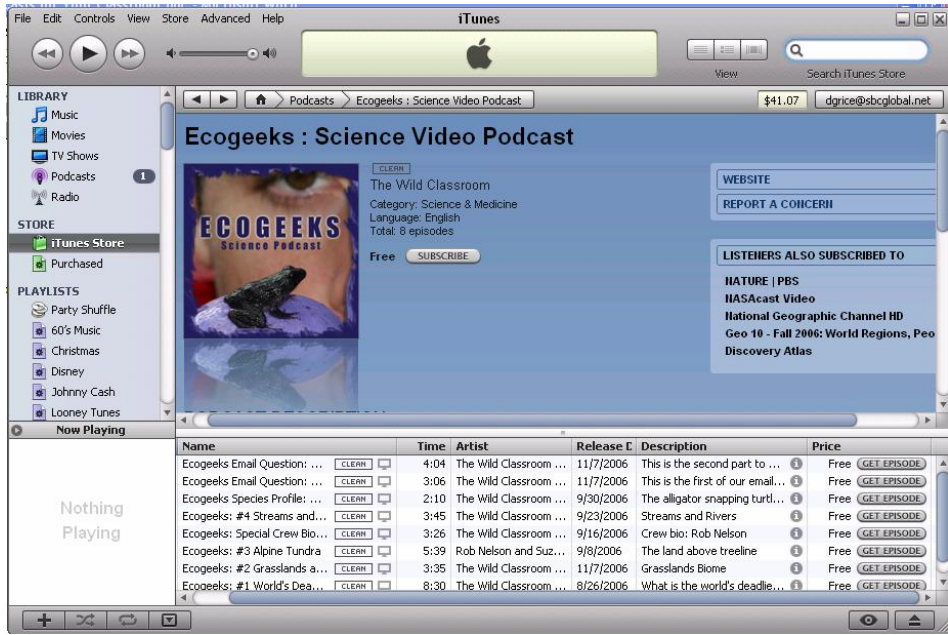 File Edit Controls View Store Advanced Help
iTunes
View
Search iTunes Store
LIBRARY
Music
Movies
TV Shows
Podcasts 1
Radio
STORE
iTunes Store
Purchased
PLAYLISTS
Party Shuffle
60's Music
Christmas
Disney
Johnny Cash
Looney Tunes
Now Playing
Nothing
Playing
Podcasts Ecogeeks : Science Video Podcast
$41.07 dgrice@sbcglobal.net
Ecogeeks : Science Video Podcast
ECOGEEKS
Science Podcast
CLEAN
The Wild Classroom
Category: Science & Medicine
Language: English
Total: 8 episodes
Free SUBSCRIBE
WEBSITE
REPORT A CONCERN
LISTENERS ALSO SUBSCRIBED TO
NATURE | PBS
NASAcast Video
National Geographic Channel HD
Geo 10 - Fall 2006: World Regions, Peo
Discovery Atlas
Name Time Artist Release D Description Price
Ecogeeks Email Question: ... CLEAN 4:04 The Wild Classroom ... 11/7/2006 This is the second part to ... Free GET EPISODE
Ecogeeks Email Question: ... CLEAN 3:06 The Wild Classroom ... 11/7/2006 This is the first of our email... Free GET EPISODE
Ecogeeks Species Profile: ... CLEAN 2:10 The Wild Classroom ... 9/30/2006 The alligator snapping turtl... Free GET EPISODE
Ecogeeks: #4 Streams and... CLEAN 3:45 The Wild Classroom ... 9/23/2006 Streams and Rivers Free GET EPISODE
Ecogeeks: Special Crew Bio... CLEAN 3:26 The Wild Classroom ... 9/16/2006 Crew bio: Rob Nelson Free GET EPISODE
Ecogeeks: #3 Alpine Tundra CLEAN 5:39 Rob Nelson and Suz... 9/8/2006 The land above treeline Free GET EPISODE
Ecogeeks: #2 Grasslands a... CLEAN 3:35 The Wild Classroom ... 11/7/2006 Grasslands Biome Free GET EPISODE
Ecogeeks: #1 World's Dea... CLEAN 8:30 The Wild Classroom ... 8/26/2006 What is the world's deadlie... Free GET EPISODE